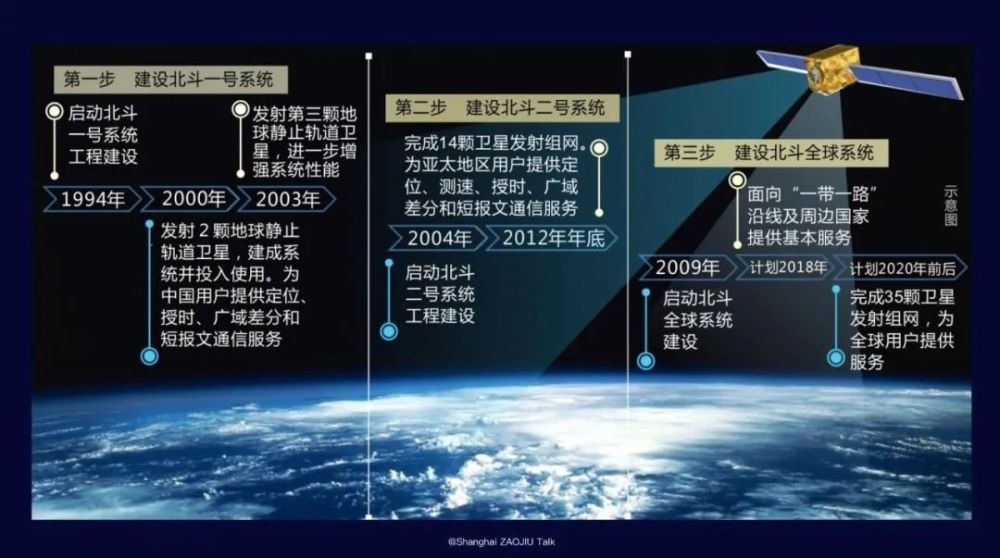 第一步 建设北斗一号系统
启动北斗
一号系统
工程建设
发射第三颗地
球静止轨道卫
星，进一步增
强系统性能
1994年
2000年
2003年
发射2颗地球静止
轨道卫星，建成系
统并投入使用。为
中国用户提供定位、
授时、广域差分和
短报文通信服务
第二步 建设北斗二号系统
完成14颗卫星发射组网。
为亚太地区用户提供定
位、测速、授时、广域
差分和短报文通信服务
2004年
2012年年底
启动北斗
二号系统
工程建设
第三步 建设北斗全球系统
面向“一带一路”
沿线及周边国家
提供基本服务
示意图
2009年
计划2018年
计划2020年前后
启动北斗
全球系统
建设
完成35颗卫星
发射组网，为
全球用户提供
服务
@Shanghai ZAOJIU Talk